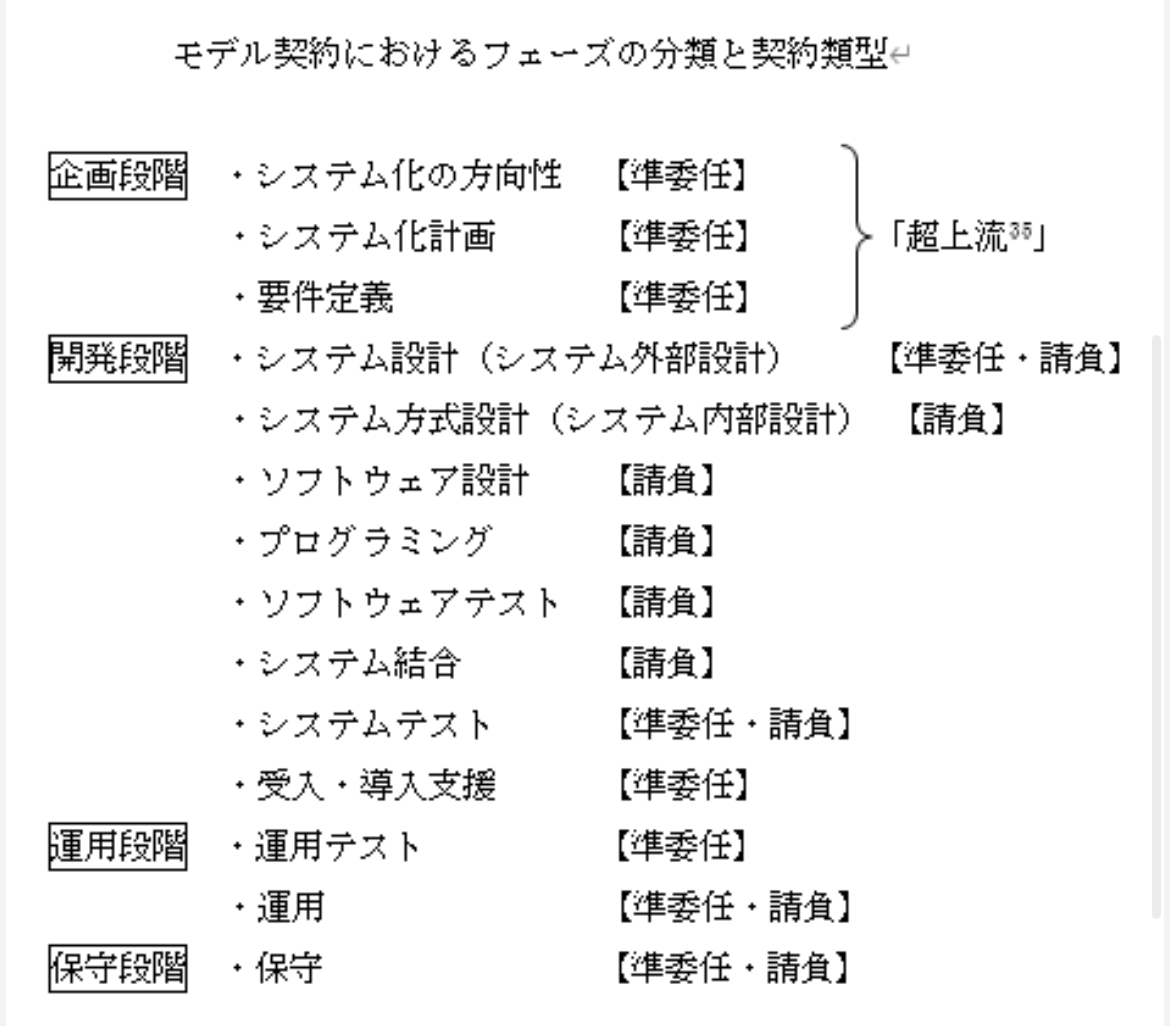 モデル契約におけるフェーズの分類と契約類型↵
企画段階 ・システム化の方向性 【準委任】
・システム化計画 【準委任】 「超上流35」
・要件定義 【準委任】
開発段階 ・システム設計（システム外部設計） 【準委任・請負】
・システム方式設計（システム内部設計） 【請負】
・ソフトウェア設計 【請負】
・プログラミング 【請負】
・ソフトウェアテスト 【請負】
・システム結合 【請負】
・システムテスト 【準委任・請負】
・受入・導入支援 【準委任】
運用段階 ・運用テスト 【準委任】
・運用 【準委任・請負】
保守段階 ・保守 【準委任・請負】